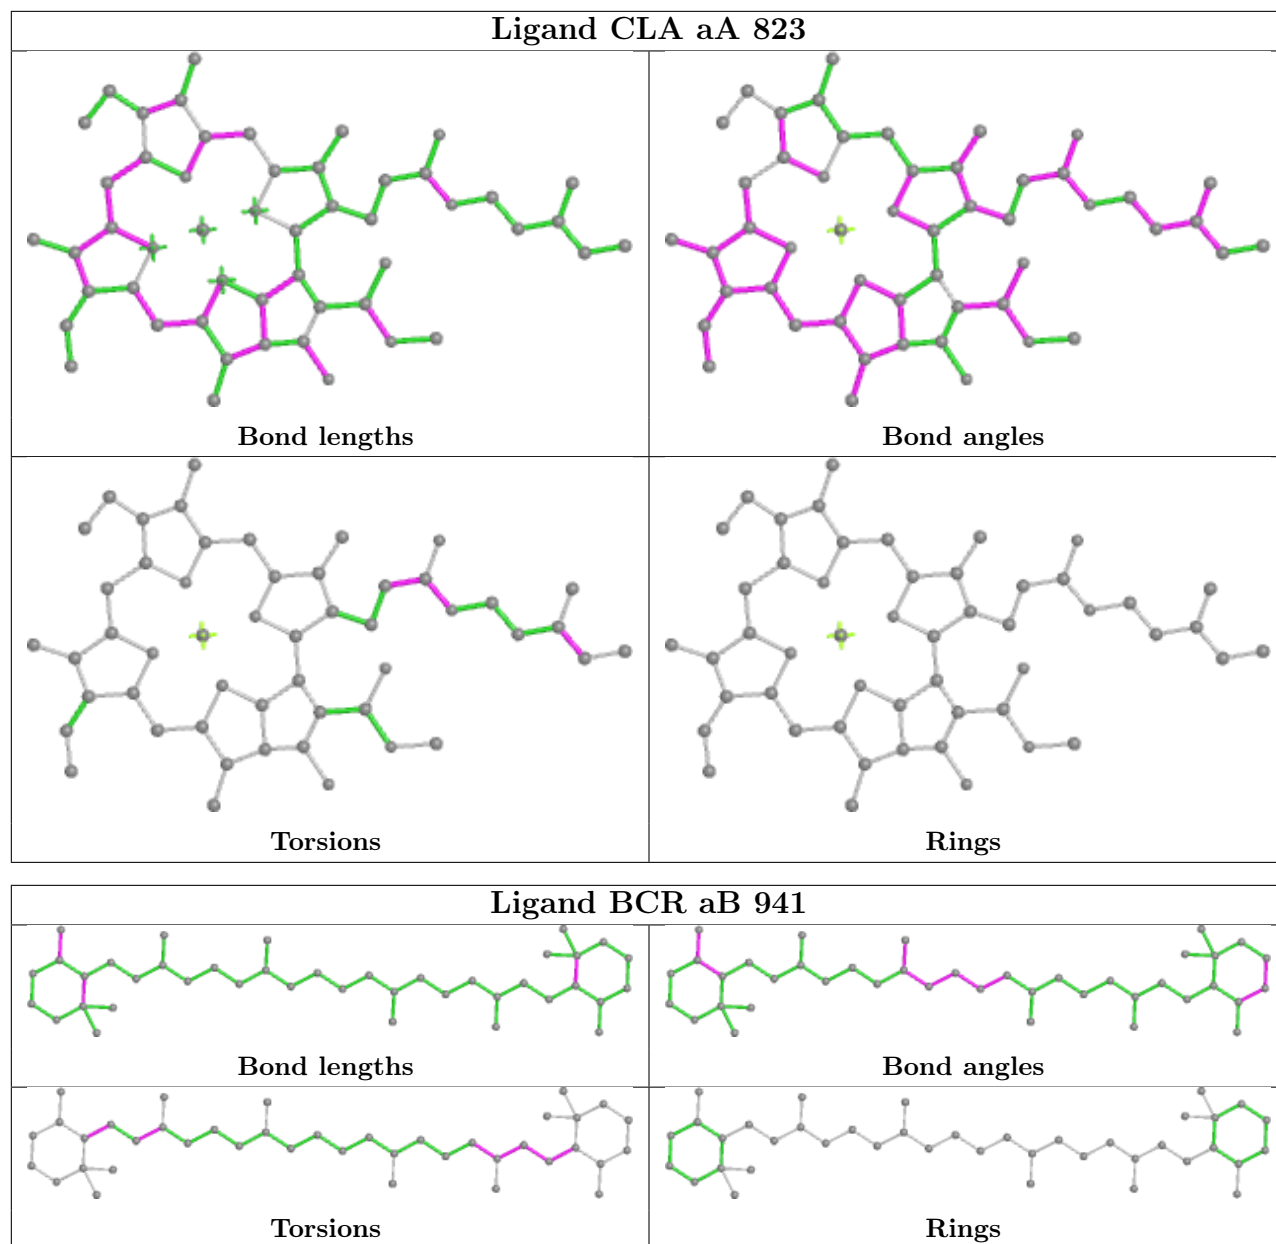 Ligand CLA aA 823
Bond lengths
Bond angles
Torsions
Rings
Ligand BCR aB 941
Bond lengths
Bond angles
Torsions
Rings